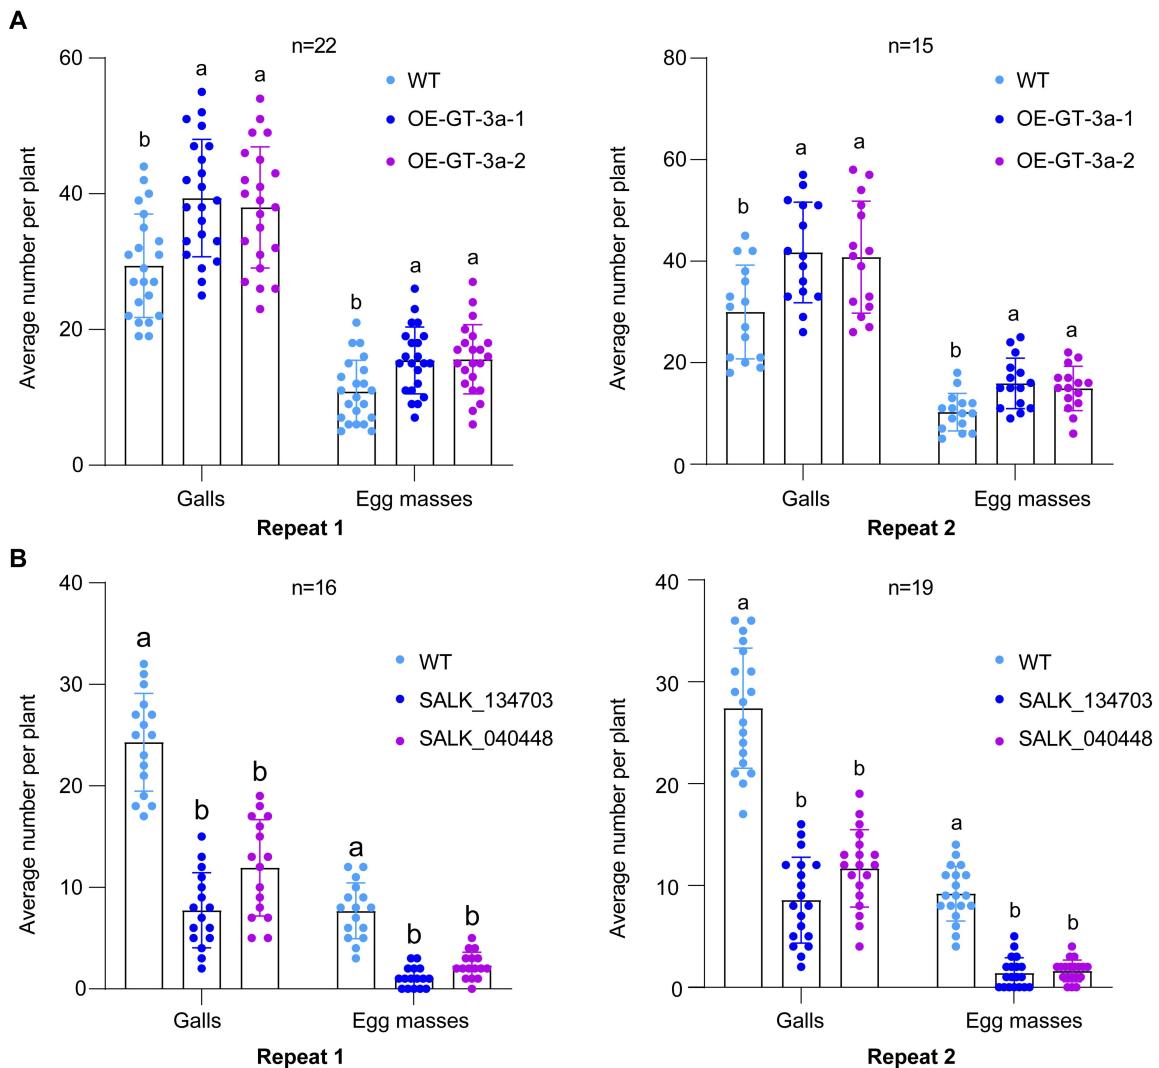 A
n=22
n=15
60
40
20
0
Average number per plant
b
a
a
b
a
a
WT
OE-GT-3a-1
OE-GT-3a-2
Galls
Egg masses
Repeat 1
80
60
40
20
0
Average number per plant
b
a
a
b
a
a
WT
OE-GT-3a-1
OE-GT-3a-2
Galls
Egg masses
Repeat 2
B
n=16
n=19
40
30
20
10
0
Average number per plant
a
b
b
a
b
b
WT
SALK_134703
SALK_040448
Galls
Egg masses
Repeat 1
40
30
20
10
0
Average number per plant
a
b
b
a
b
b
WT
SALK_134703
SALK_040448
Galls
Egg masses
Repeat 2